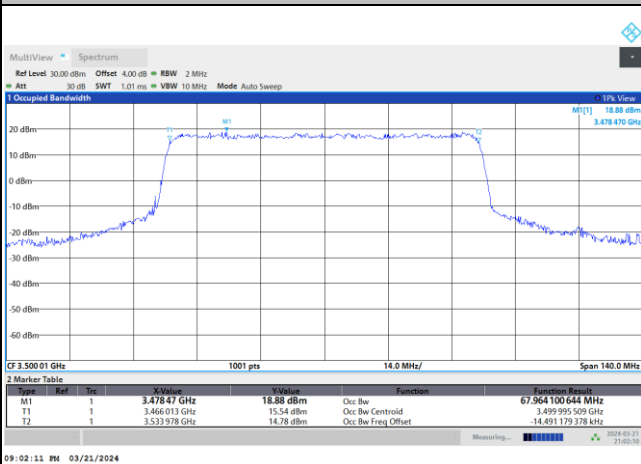 MultiView Spectrum
Ref Level 30.00 dBm Offset 4.00 dB RBW 2 MHz
Att 30 dB SWT 1.01 ms VBW 10 MHz Mode Auto Sweep
1 Occupied Bandwidth 1Pk View
M1[1] 18.88 dBm
3.478 470 GHz
M1
T1 T2
20 dBm
10 dBm
0 dBm
-10 dBm
-20 dBm
-30 dBm
-40 dBm
-50 dBm
-60 dBm
CF 3.500 01 GHz 1001 pts 14.0 MHz/ Span 140.0 MHz
2 Marker Table
Type Ref Trc X-Value Y-Value Function Function Result
M1 1 3.478 47 GHz 18.88 dBm Occ Bw 67.964 100 644 MHz
T1 1 3.466 013 GHz 15.54 dBm Occ Bw Centroid 3.499 995 509 GHz
T2 1 3.533 978 GHz 14.78 dBm Occ Bw Freq Offset -14.491 179 378 kHz
Measuring... 2024-03-21
21:02:10
09:02:11 PM 03/21/2024